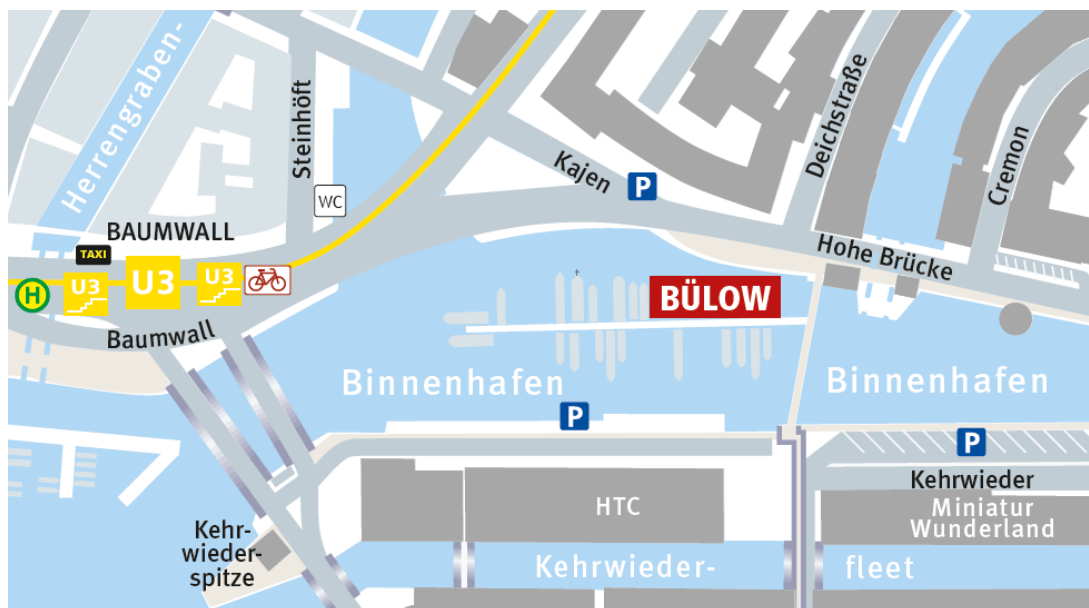 Herrengraben-
Steinhöft
WC
Kajen
P
Deichstraße
Cremon
BAUMWALL
TAXI
Hohe Brücke
H
U3
U3
U3
BÜLOW
Baumwall
Binnenhafen
Binnenhafen
P
P
Kehrwieder
HTC
Miniatur
Wunderland
Kehr-
wieder-
spitze
Kehrwieder-
fleet